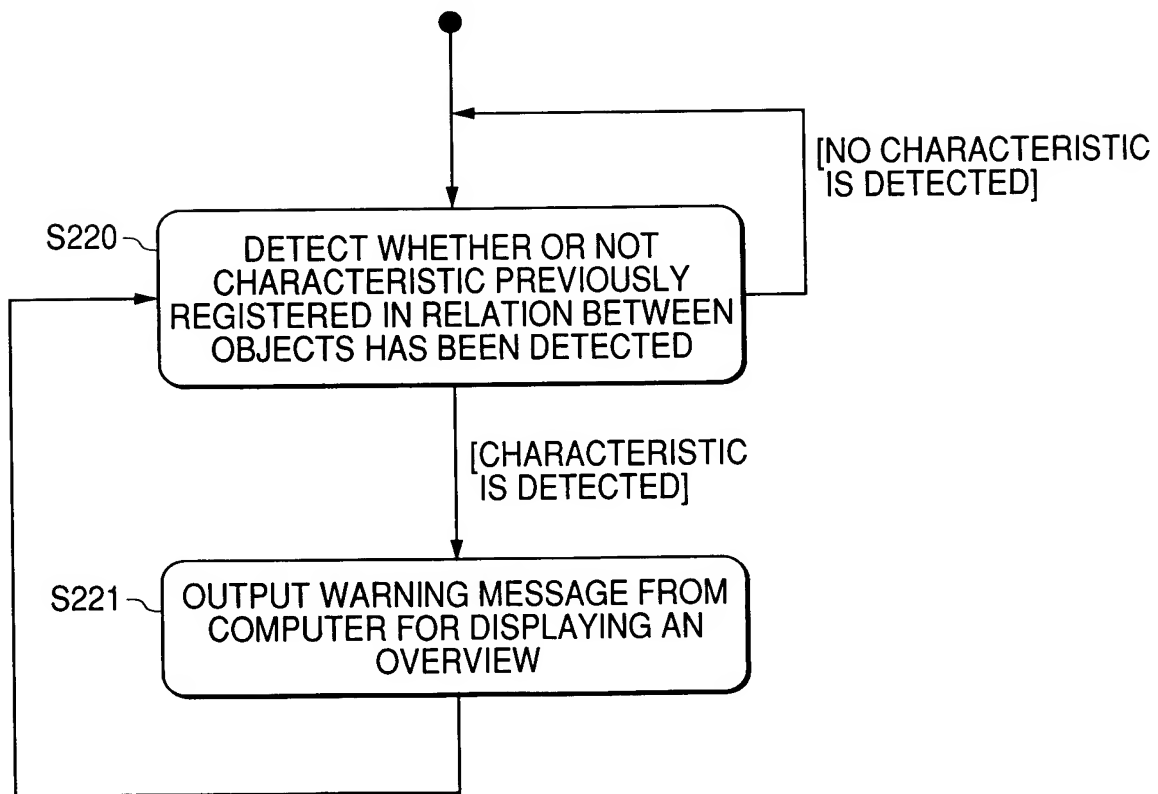 [NO CHARACTERISTIC
IS DETECTED]
S220
DETECT WHETHER OR NOT
CHARACTERISTIC PREVIOUSLY
REGISTERED IN RELATION BETWEEN
OBJECTS HAS BEEN DETECTED
[CHARACTERISTIC
IS DETECTED]
S221
OUTPUT WARNING MESSAGE FROM
COMPUTER FOR DISPLAYING AN
OVERVIEW